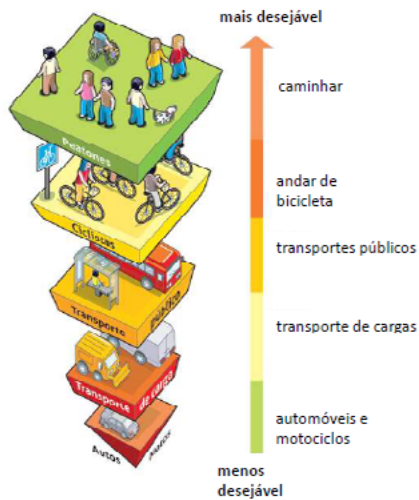 mais desejável
caminhar
Peatones
andar de
bicicleta
Ciclistas
transportes públicos
Transporte público
transporte de cargas
Transporte de carga
automóveis e
motociclos
Autos
menos
desejável